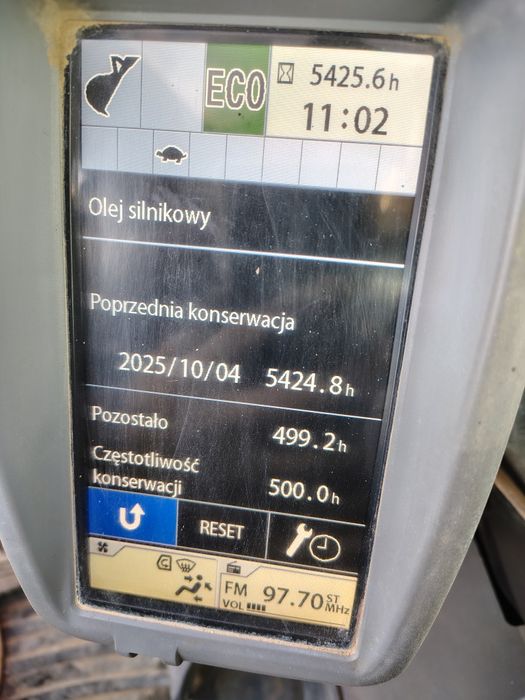 ECO
5425.6h
11:02
Olej silnikowy
Poprzednia konserwacja
2025/10/04 5424.8h
Pozostało 499.2h
Częstotliwość
konserwacji 500.0h
RESET
FM 97.70 ST MHz
VOL